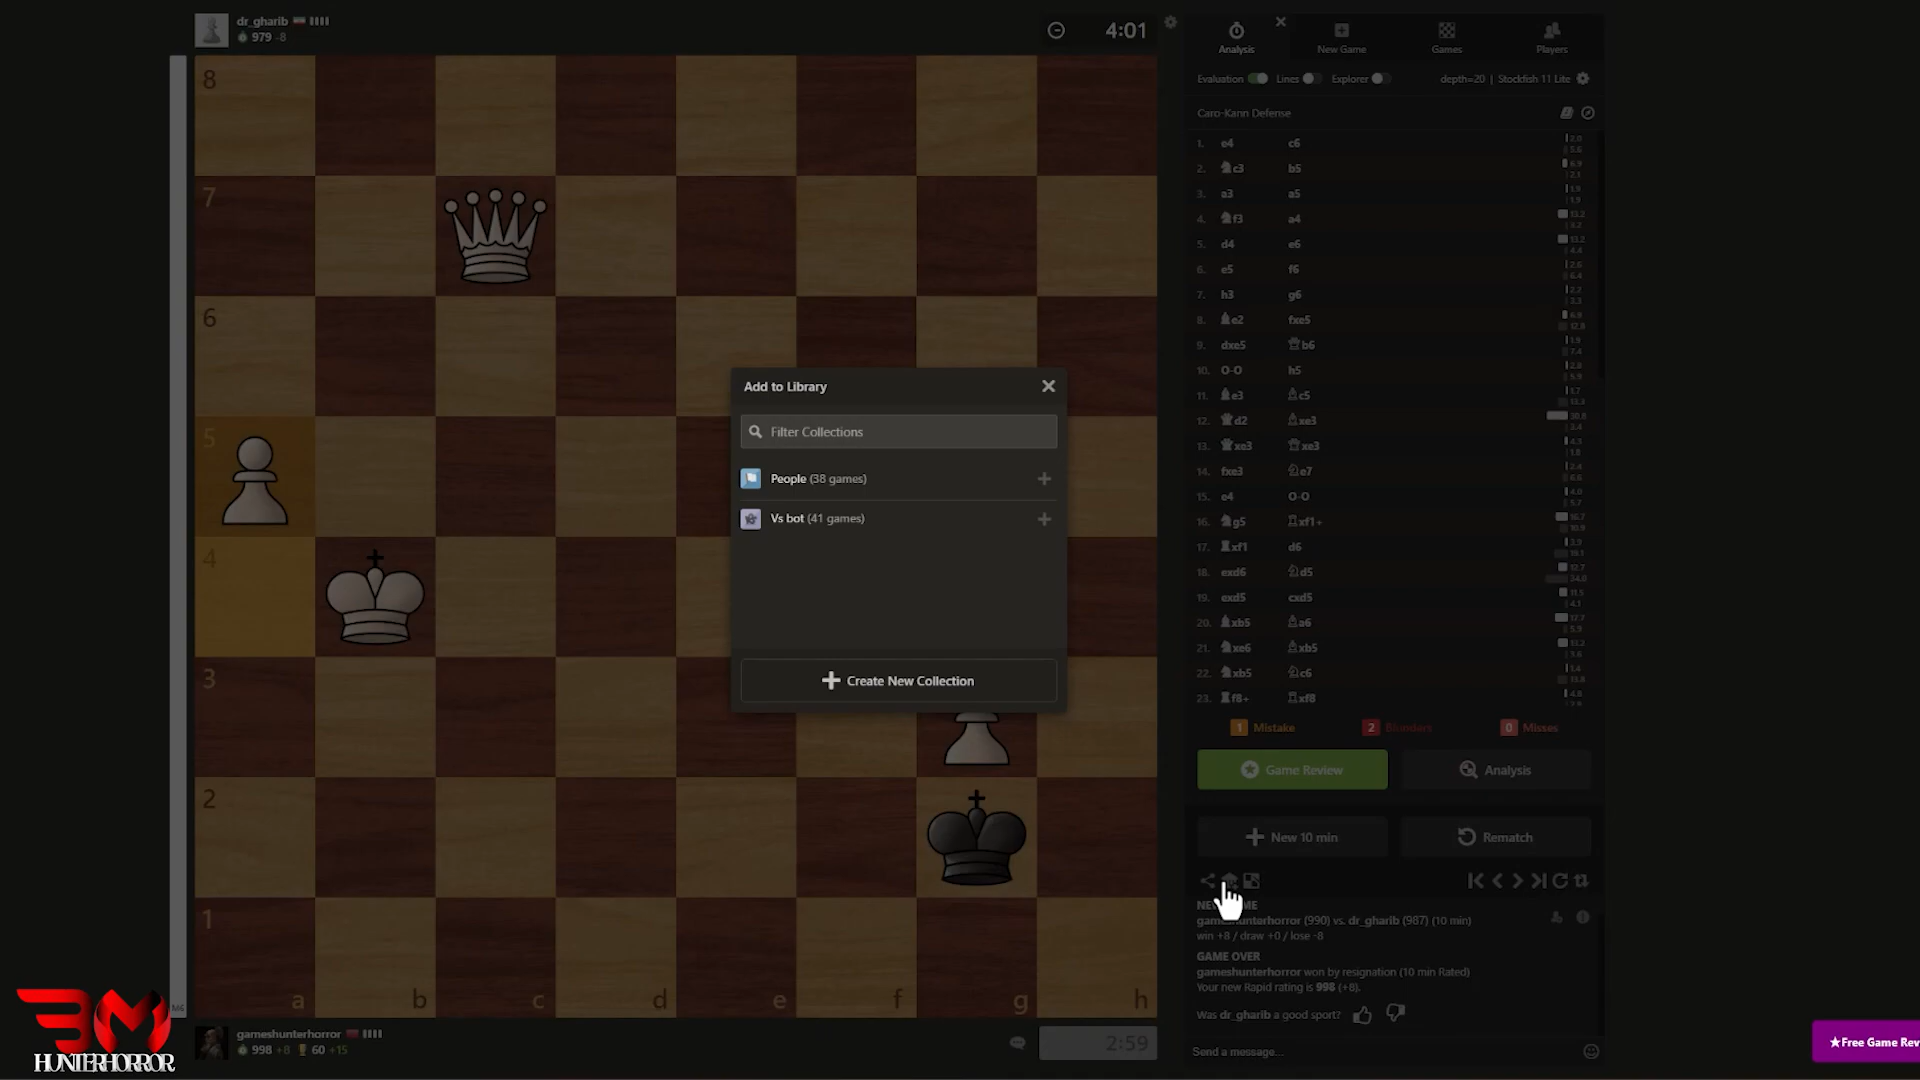 dr_gharib
979 -8
4:01
8
7
6
5
4
3
2
1
a b c d e f g h
gameshunterhorror
998 +8 60 +15
2:59
Add to Library
Filter Collections
People (38 games)
Vs bot (41 games)
Create New Collection
Analysis
New Game
Games
Players
Evaluation Lines Explorer depth=20 | Stockfish 11 Lite
Caro-Kann Defense
1. e4 c6
2. c3 b5
3. a3 a5
4. f3 a4
5. d4 e6
6. e5 f6
7. h3 g6
8. e2 fxe5
9. dxe5 b6
10. O-O h5
11. e3 c5
12. d2 xe3
13. xe3 xe3
14. fxe3 e7
15. e4 O-O
16. g5 xf1+
17. xf1 d6
18. exd6 d5
19. exd5 cxd5
20. xb5 a6
21. xe6 xb5
22. xb5 c6
23. f8+ xf8
1 Mistake
2 Blunders
0 Misses
Game Review
Analysis
New 10 min
Rematch
gameshunterhorror (990) vs. dr_gharib (987) (10 min)
win +8 / draw +0 / lose -8
GAME OVER
gameshunterhorror won by resignation (10 min Rated)
Your new Rapid rating is 998 (+8).
Was dr_gharib a good sport?
Send a message...
★Free Game Rev
HUNTERHORROR